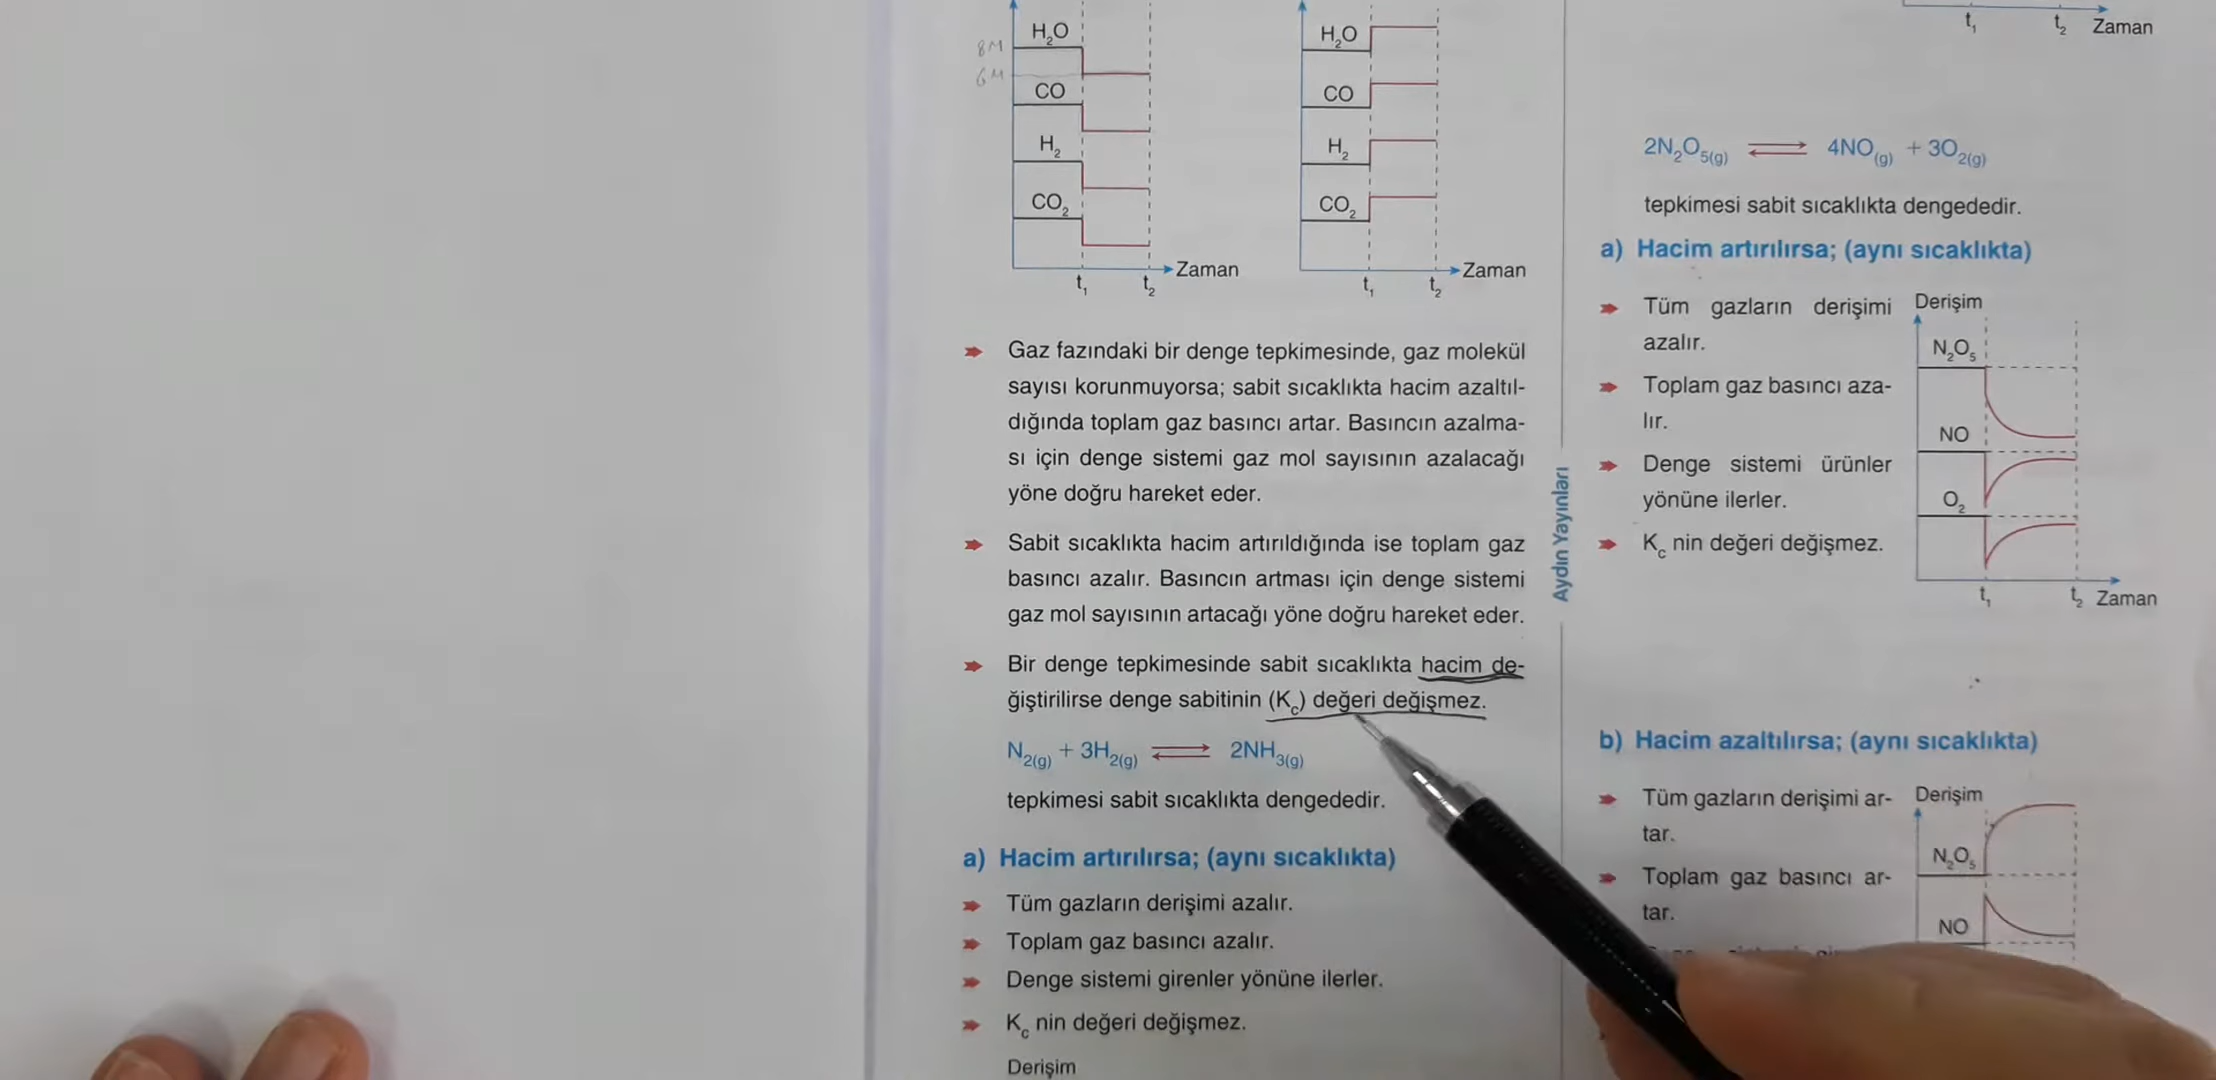 H₂O
8M
6M
CO
H₂
CO₂
Zaman
t₁
t₂
H₂O
CO
H₂
CO₂
Zaman
t₁
t₂
Gaz fazındaki bir denge tepkimesinde, gaz molekül
sayısı korunmuyorsa; sabit sıcaklıkta hacim azaltıl-
dığında toplam gaz basıncı artar. Basıncın azalma-
sı için denge sistemi gaz mol sayısının azalacağı
yöne doğru hareket eder.
Sabit sıcaklıkta hacim artırıldığında ise toplam gaz
basıncı azalır. Basıncın artması için denge sistemi
gaz mol sayısının artacağı yöne doğru hareket eder.
Bir denge tepkimesinde sabit sıcaklıkta hacim de-
ğiştirilirse denge sabitinin (K꜀) değeri değişmez.
N₂(g) + 3H₂(g) ⇌ 2NH₃(g)
tepkimesi sabit sıcaklıkta dengededir.
a) Hacim artırılırsa; (aynı sıcaklıkta)
Tüm gazların derişimi azalır.
Toplam gaz basıncı azalır.
Denge sistemi girenler yönüne ilerler.
K꜀ nin değeri değişmez.
Derişim
Aydın Yayınları
t₁
t₂
Zaman
2N₂O₅(g) ⇌ 4NO(g) + 3O₂(g)
tepkimesi sabit sıcaklıkta dengededir.
a) Hacim artırılırsa; (aynı sıcaklıkta)
Tüm gazların derişimi
azalır.
Toplam gaz basıncı aza-
lır.
Denge sistemi ürünler
yönüne ilerler.
K꜀ nin değeri değişmez.
Derişim
N₂O₅
NO
O₂
t₁
t₂
Zaman
b) Hacim azaltılırsa; (aynı sıcaklıkta)
Tüm gazların derişimi ar-
tar.
Toplam gaz basıncı ar-
tar.
Derişim
N₂O₅
NO